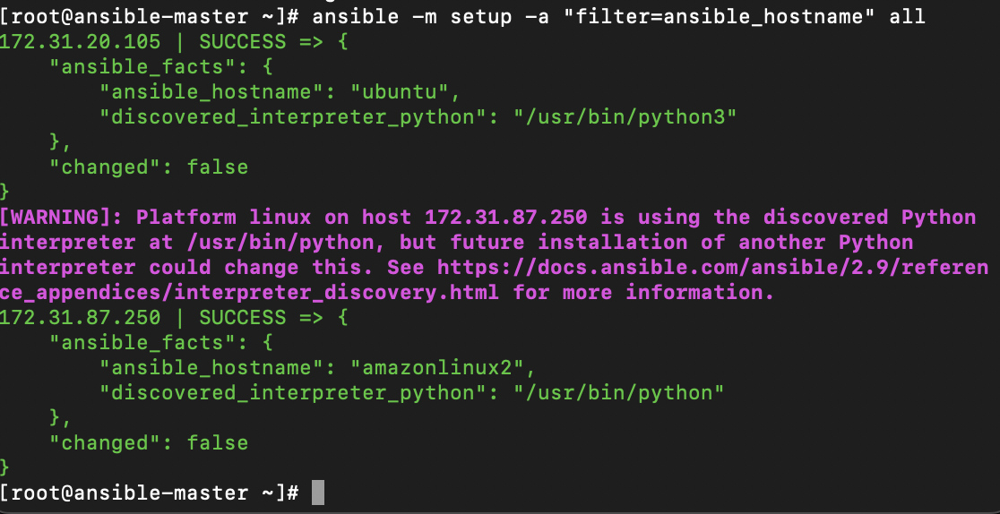 [root@ansible-master ~]# ansible -m setup -a "filter=ansible_hostname" all
172.31.20.105 | SUCCESS => {
    "ansible_facts": {
        "ansible_hostname": "ubuntu",
        "discovered_interpreter_python": "/usr/bin/python3"
    },
    "changed": false
}
[WARNING]: Platform linux on host 172.31.87.250 is using the discovered Python
interpreter at /usr/bin/python, but future installation of another Python
interpreter could change this. See https://docs.ansible.com/ansible/2.9/referen
ce_appendices/interpreter_discovery.html for more information.
172.31.87.250 | SUCCESS => {
    "ansible_facts": {
        "ansible_hostname": "amazonlinux2",
        "discovered_interpreter_python": "/usr/bin/python"
    },
    "changed": false
}
[root@ansible-master ~]#